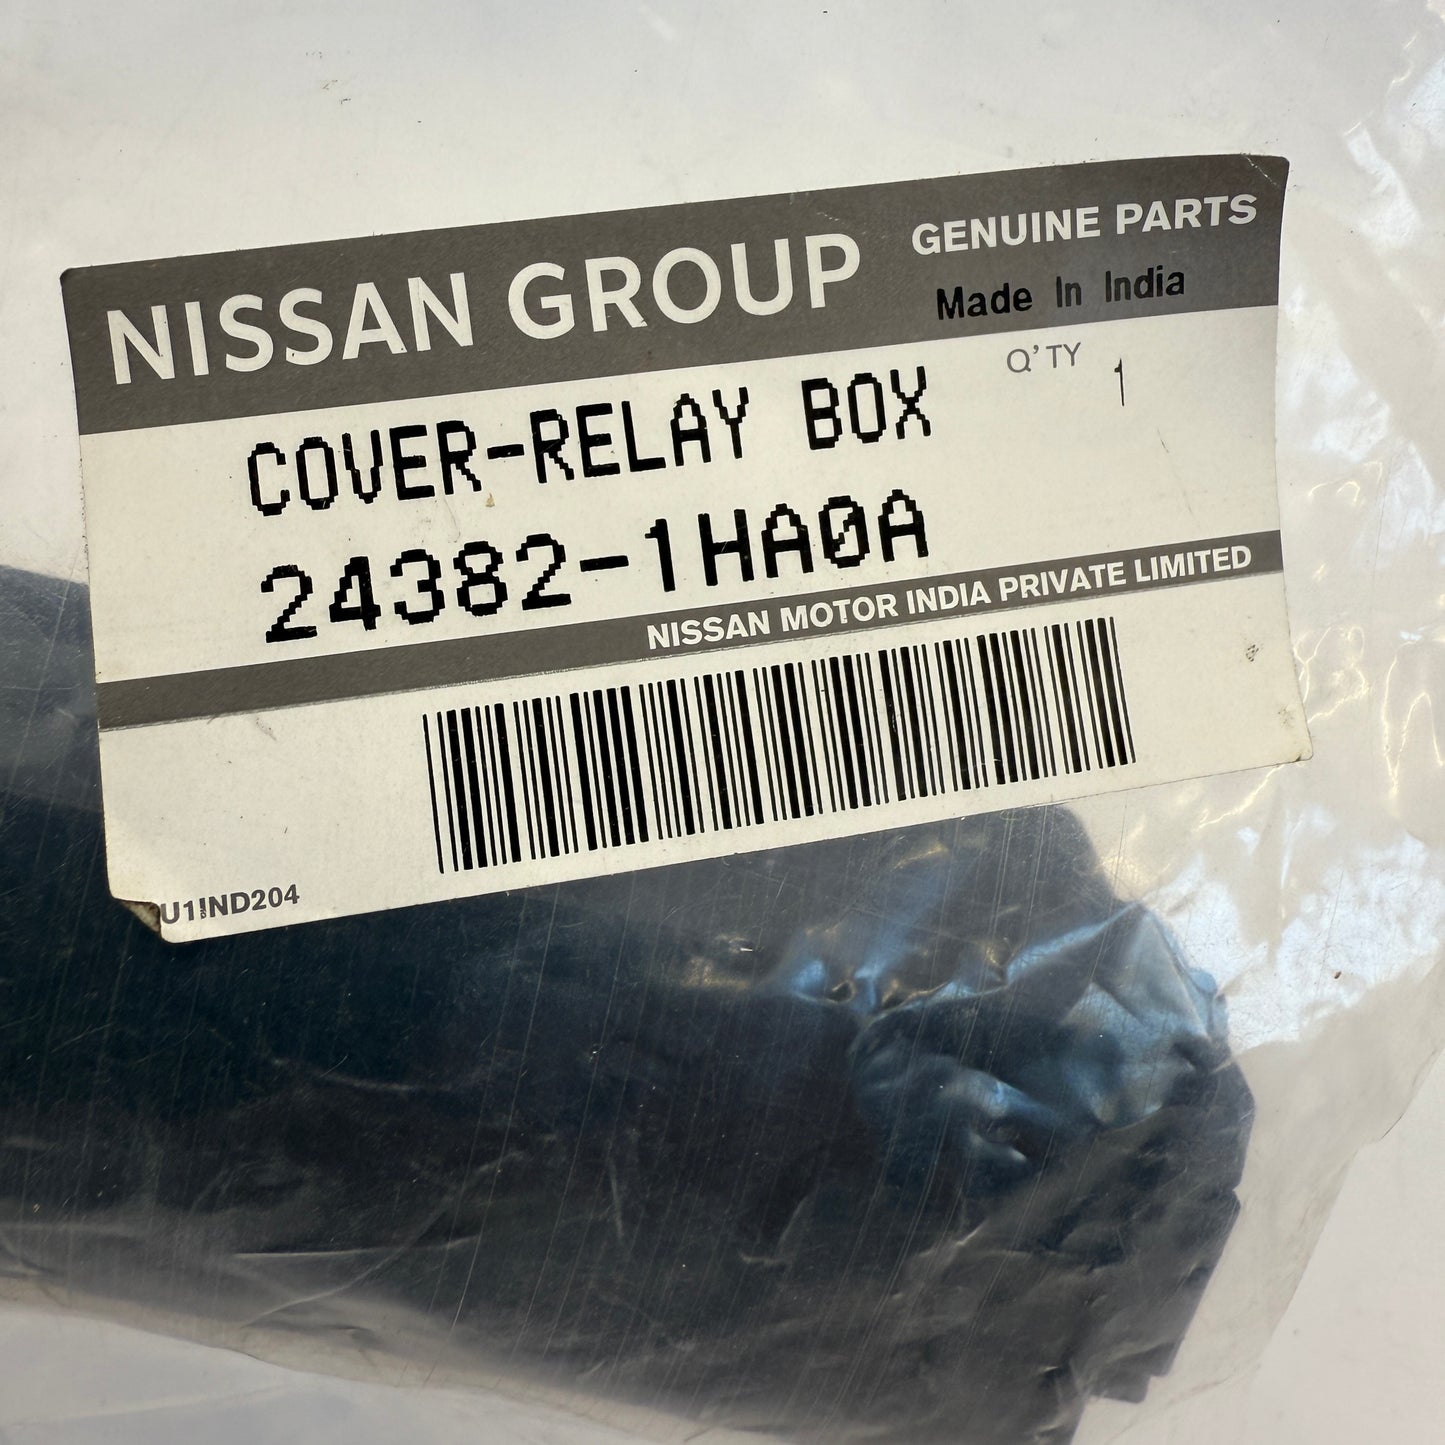 NISSAN GROUP
GENUINE PARTS
Made In India
Q'TY 1
COVER-RELAY BOX
24382-1HA0A
NISSAN MOTOR INDIA PRIVATE LIMITED
U1IND204